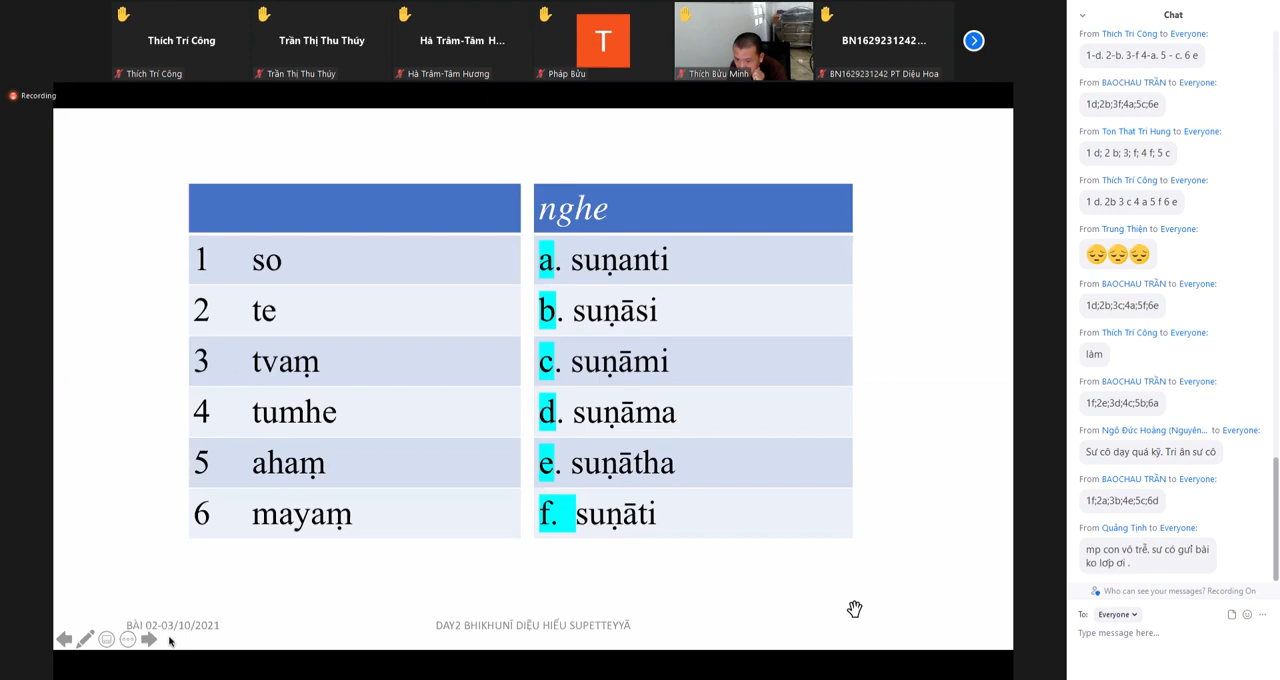 Thích Trí Công
Trần Thị Thu Thúy
Hà Trâm-Tâm H...
T
BN1629231242...
Thích Trí Công
Trần Thị Thu Thúy
Hà Trâm-Tâm Hương
Pháp Bửu
Thích Bửu Minh
BN1629231242 PT Diệu Hoa
Recording
nghe
1 so
a. suṇanti
2 te
b. suṇāsi
3 tvaṃ
c. suṇāmi
4 tumhe
d. suṇāma
5 ahaṃ
e. suṇātha
6 mayaṃ
f. suṇāti
BÀI 02-03/10/2021
DAY2 BHIKHUNĪ DIỆU HIẾU SUPETTEYYĀ
Chat
From Thích Trí Công to Everyone:
1-d. 2-b. 3-f 4-a. 5 - c. 6 e
From BAOCHAU TRẦN to Everyone:
1d;2b;3f;4a;5c;6e
From Ton That Tri Hung to Everyone:
1 d; 2 b; 3; f; 4 f; 5 c
From Thích Trí Công to Everyone:
1 d. 2b 3 c 4 a 5 f 6 e
From Trung Thiện to Everyone:
😔😔😔
From BAOCHAU TRẦN to Everyone:
1d;2b;3c;4a;5f;6e
From Thích Trí Công to Everyone:
làm
From BAOCHAU TRẦN to Everyone:
1f;2e;3d;4c;5b;6a
From Ngô Đức Hoàng (Nguyên... to Everyone:
Sư cô dạy quá kỹ. Tri ân sư cô
From BAOCHAU TRẦN to Everyone:
1f;2a;3b;4e;5c;6d
From Quảng Tịnh to Everyone:
mp con vô trễ. sư có gưỉ bài
ko lơṕ ơi .
Who can see your messages? Recording On
To: Everyone
Type message here...